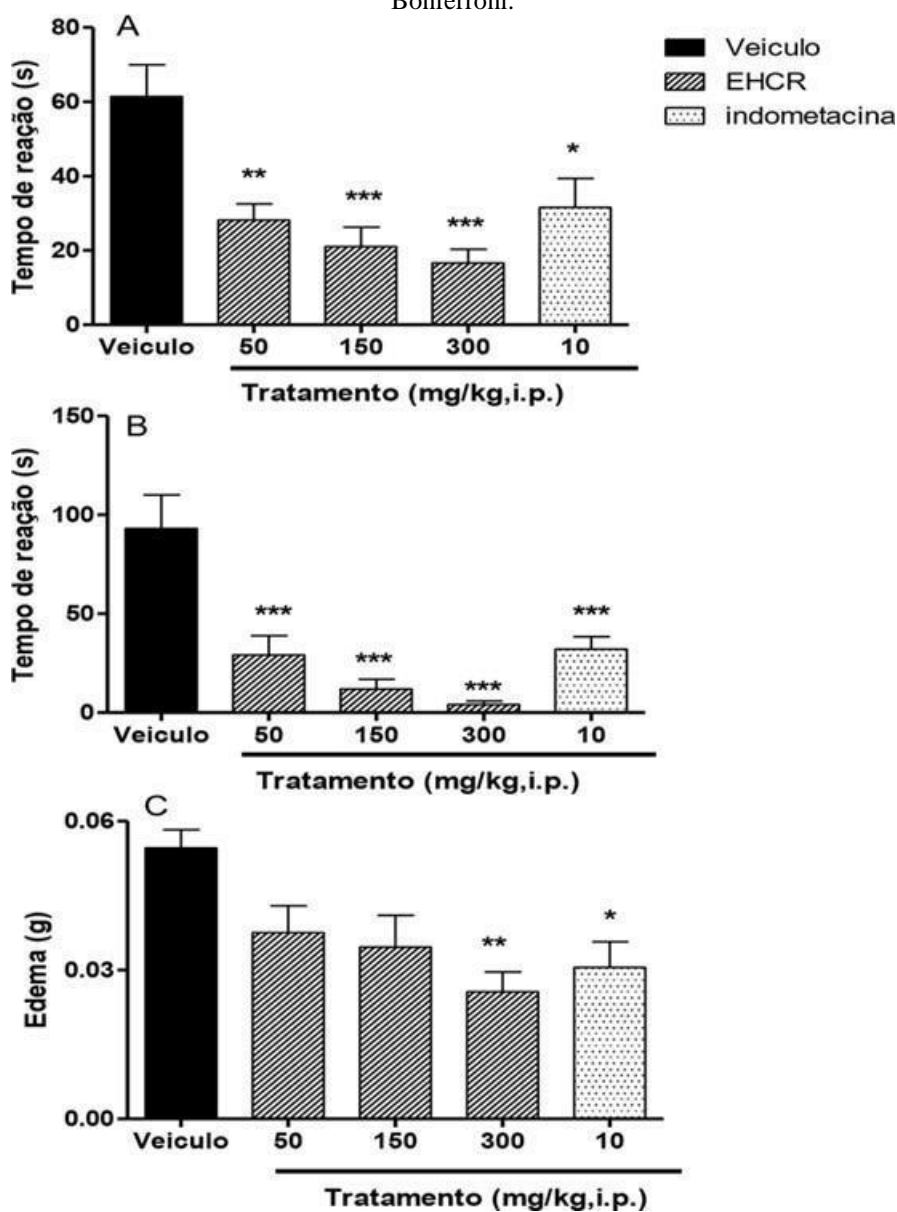 Bonferroni.
A
80
60
40
20
0
Tempo de reação (s)
**
***
***
*
Veiculo
50
150
300
10
Tratamento (mg/kg,i.p.)
Veiculo
EHCR
indometacina
B
150
100
50
0
Tempo de reação (s)
***
***
***
***
Veiculo
50
150
300
10
Tratamento (mg/kg,i.p.)
C
0.06
0.03
0.00
Edema (g)
**
*
Veiculo
50
150
300
10
Tratamento (mg/kg,i.p.)